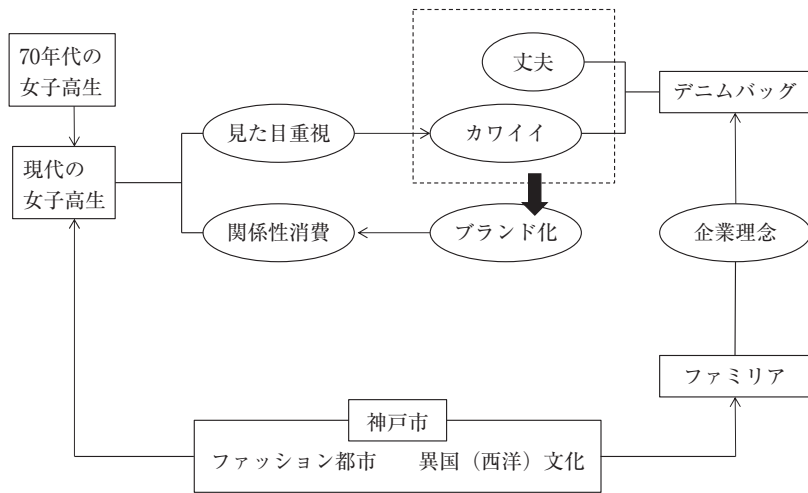 70年代の
女子高生
現代の
女子高生
見た目重視
関係性消費
丈夫
カワイイ
ブランド化
デニムバッグ
企業理念
ファミリア
神戸市
ファッション都市　異国（西洋）文化